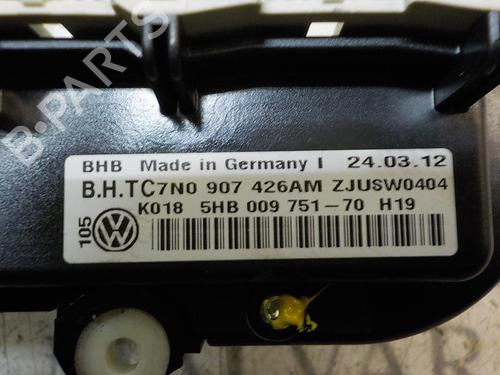 B-PARTS
BHB Made in Germany I 24.03.12
B.H.TC7N0 907 426AM ZJUSW0404
K018 5HB 009 751-70 H19
105